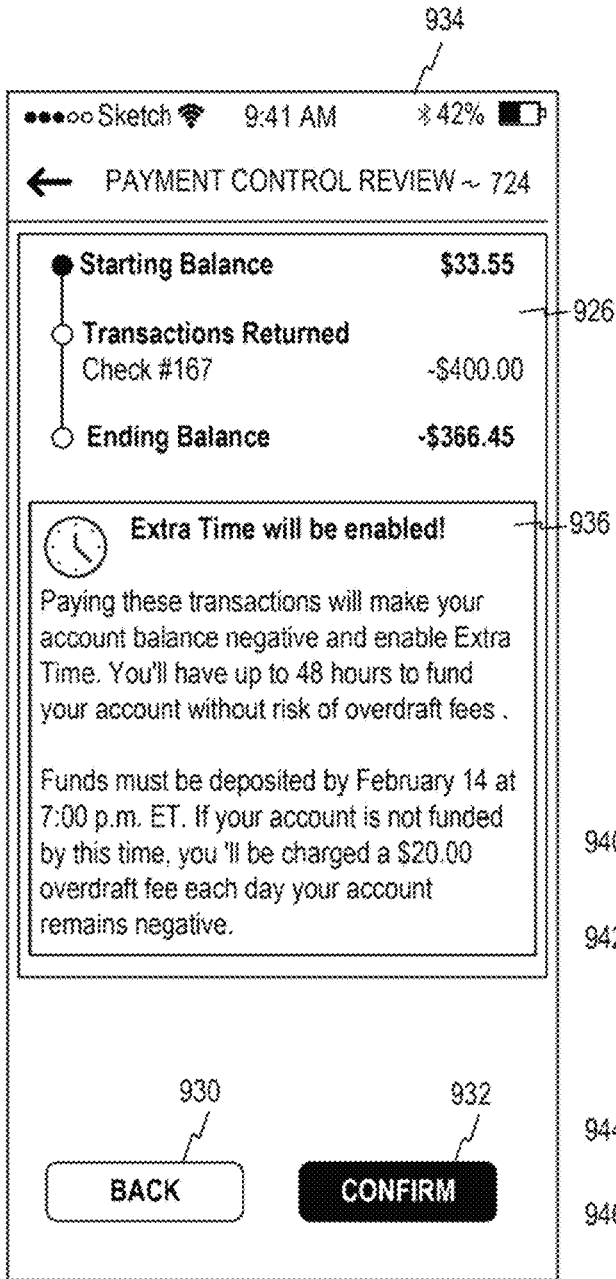 934
Sketch 9:41 AM 42%
PAYMENT CONTROL REVIEW ~ 724
Starting Balance $33.55
926
Transactions Returned
Check #167 -$400.00
Ending Balance -$366.45
Extra Time will be enabled! 936
Paying these transactions will make your
account balance negative and enable Extra
Time. You'll have up to 48 hours to fund
your account without risk of overdraft fees .
Funds must be deposited by February 14 at
7:00 p.m. ET. If your account is not funded
by this time, you 'll be charged a $20.00
overdraft fee each day your account
remains negative.
930 932
BACK CONFIRM